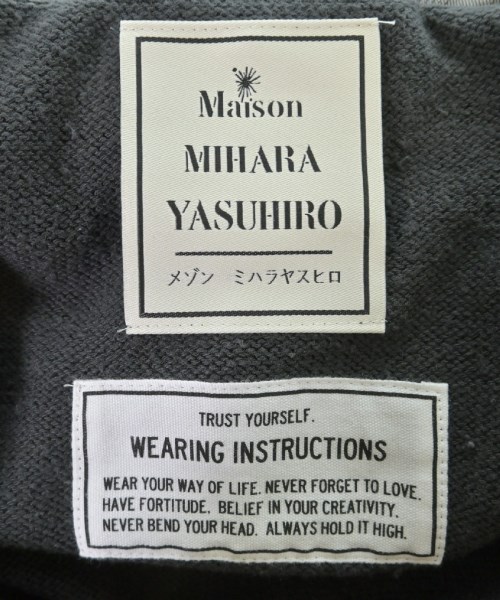 Maison
MIHARA
YASUHIRO
メゾン ミハラヤスヒロ
TRUST YOURSELF.
WEARING INSTRUCTIONS
WEAR YOUR WAY OF LIFE. NEVER FORGET TO LOVE.
HAVE FORTITUDE. BELIEF IN YOUR CREATIVITY.
NEVER BEND YOUR HEAD. ALWAYS HOLD IT HIGH.